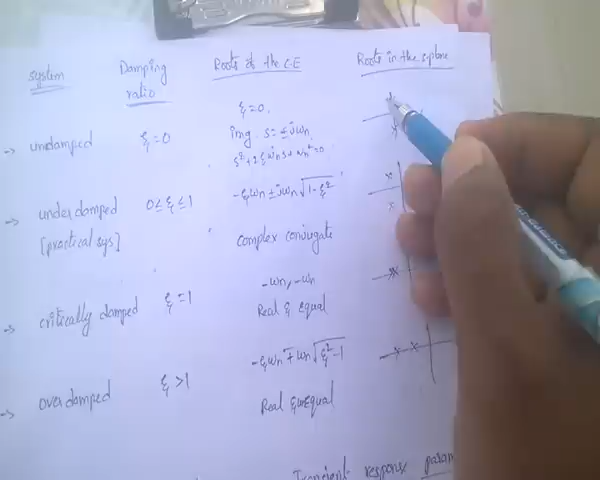 system Damping ratio Roots of the C.E Roots in the s-plane
ξ=0.
→ undamped ξ=0 img. s=±jωn
s²+2ξωns+ωn²=0
→ underdamped 0≤ξ≤1 -ξωn±jωn√1-ξ²
[practical sys] complex conjugate
-ωn,-ωn
→ critically damped ξ=1 Real & equal
-ξωn∓ωn√ξ²-1
→ overdamped ξ>1 Real & unequal
Transient response param